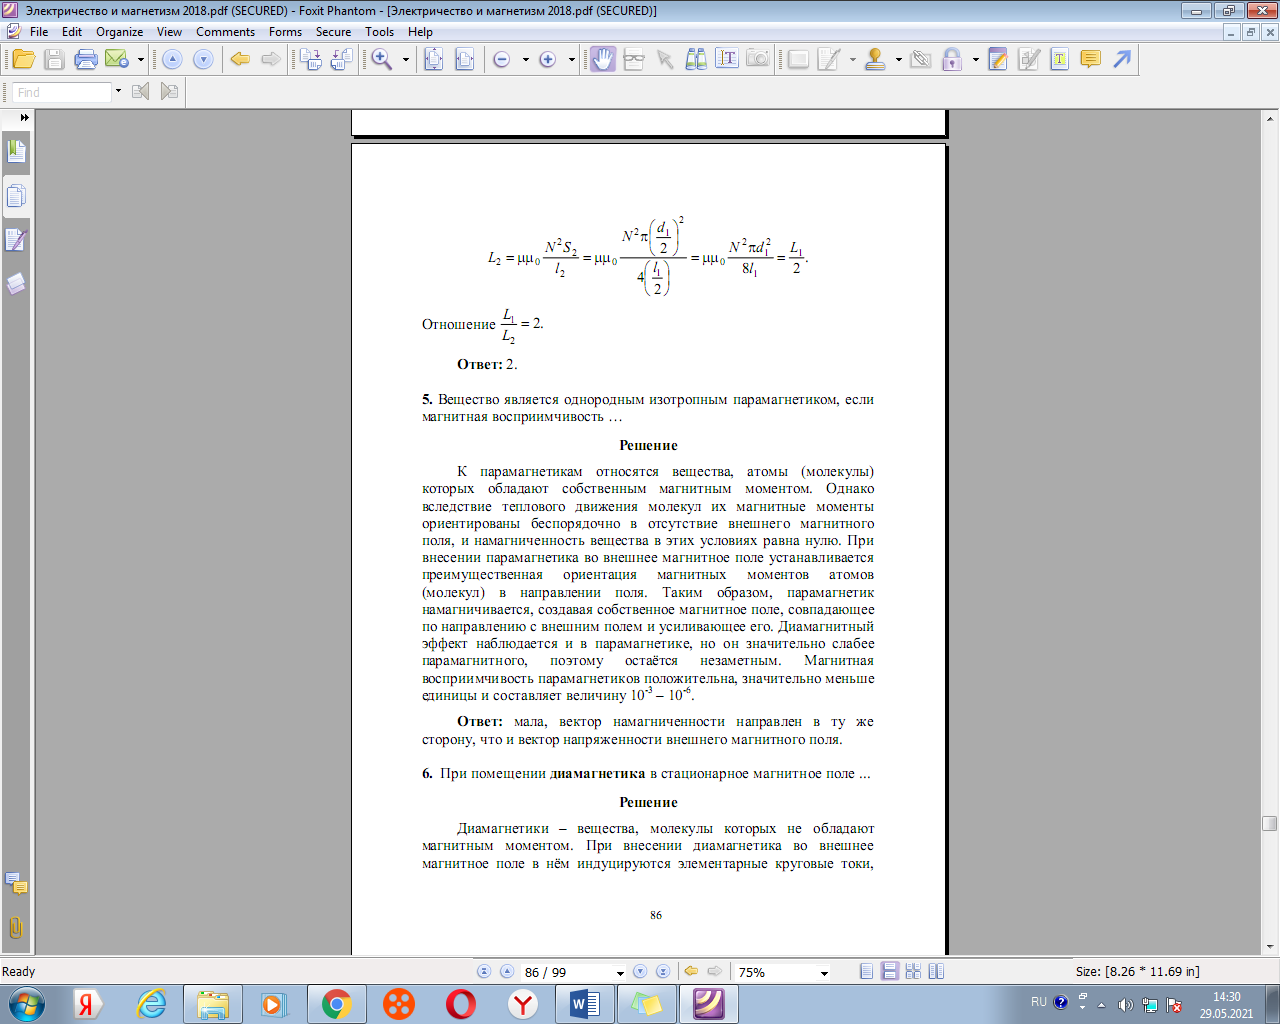 Электричество и магнетизм 2018.pdf (SECURED) - Foxit Phantom - [Электричество и магнетизм 2018.pdf (SECURED)]
File Edit Organize View Comments Forms Secure Tools Help
Find
L₂ = μμ₀ N²S₂ / l₂ = μμ₀ N²π(d₁/2)² / 4(l₁/2) = μμ₀ N²πd₁² / 8l₁ = L₁ / 2.
Отношение L₁ / L₂ = 2.
Ответ: 2.
5. Вещество является однородным изотропным парамагнетиком, если
магнитная восприимчивость …
Решение
К парамагнетикам относятся вещества, атомы (молекулы)
которых обладают собственным магнитным моментом. Однако
вследствие теплового движения молекул их магнитные моменты
ориентированы беспорядочно в отсутствие внешнего магнитного
поля, и намагниченность вещества в этих условиях равна нулю. При
внесении парамагнетика во внешнее магнитное поле устанавливается
преимущественная ориентация магнитных моментов атомов
(молекул) в направлении поля. Таким образом, парамагнетик
намагничивается, создавая собственное магнитное поле, совпадающее
по направлению с внешним полем и усиливающее его. Диамагнитный
эффект наблюдается и в парамагнетике, но он значительно слабее
парамагнитного, поэтому остаётся незаметным. Магнитная
восприимчивость парамагнетиков положительна, значительно меньше
единицы и составляет величину 10⁻³ – 10⁻⁶.
Ответ: мала, вектор намагниченности направлен в ту же
сторону, что и вектор напряженности внешнего магнитного поля.
6. При помещении диамагнетика в стационарное магнитное поле ...
Решение
Диамагнетики – вещества, молекулы которых не обладают
магнитным моментом. При внесении диамагнетика во внешнее
магнитное поле в нём индуцируются элементарные круговые токи,
86
Ready 86 / 99 75% Size: [8.26 * 11.69 in]
RU 14:30
29.05.2021